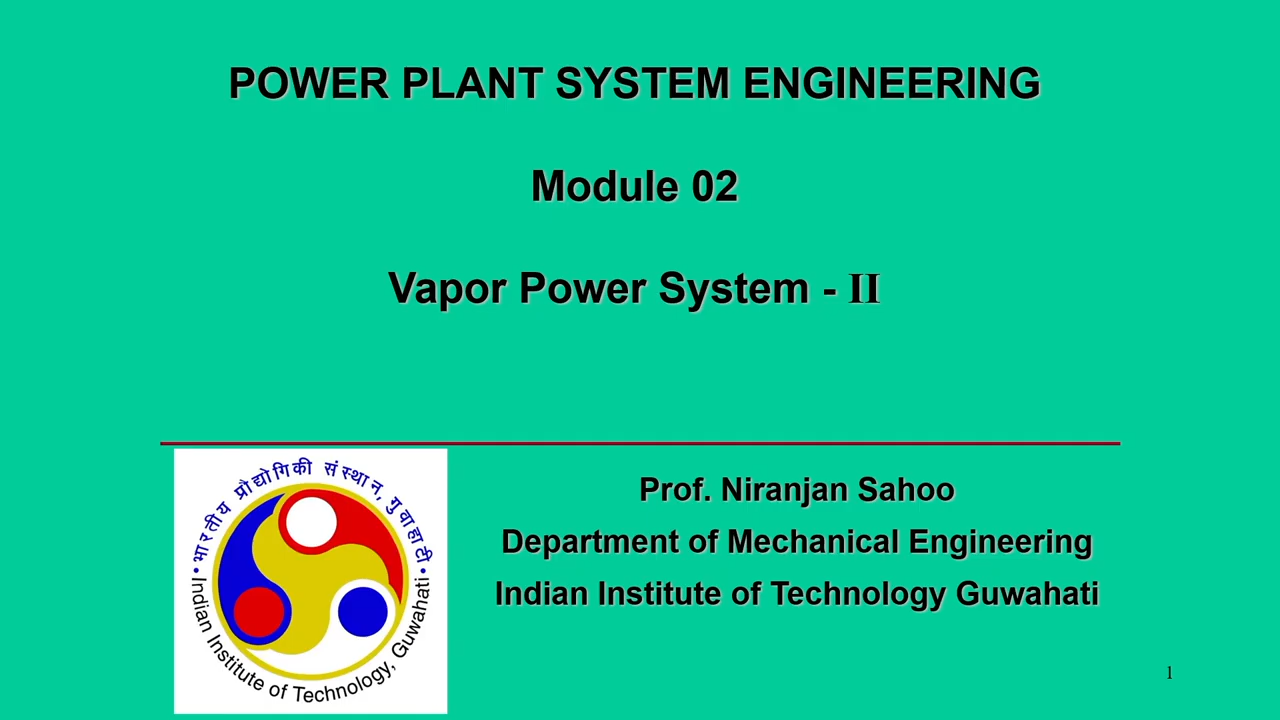 POWER PLANT SYSTEM ENGINEERING
Module 02
Vapor Power System - II
भारतीय प्रौद्योगिकी संस्थान, गुवाहाटी
Indian Institute of Technology, Guwahati
Prof. Niranjan Sahoo
Department of Mechanical Engineering
Indian Institute of Technology Guwahati
1